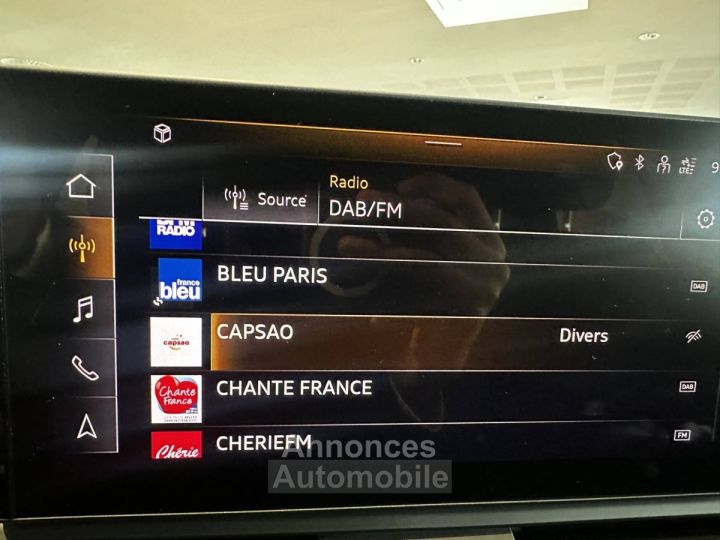 LTE
9
Source
Radio
DAB/FM
RADIO
BLEU PARIS
france
bleu
DAB
CAPSAO
Divers
capsao
CHANTE FRANCE
Chante
France
DAB
CHERIEFM
Chérie
FM
Annonces
Automobile